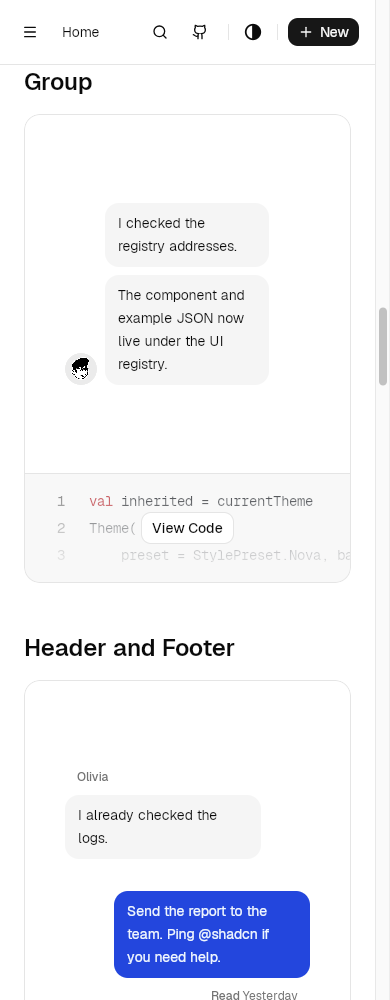 Home
New
Group
I checked the
registry addresses.
The component and
example JSON now
live under the UI
registry.
1 val inherited = currentTheme
2 Theme(
View Code
3 preset = StylePreset.Nova, ba
Header and Footer
Olivia
I already checked the
logs.
Send the report to the
team. Ping @shadcn if
you need help.
Read Yesterday